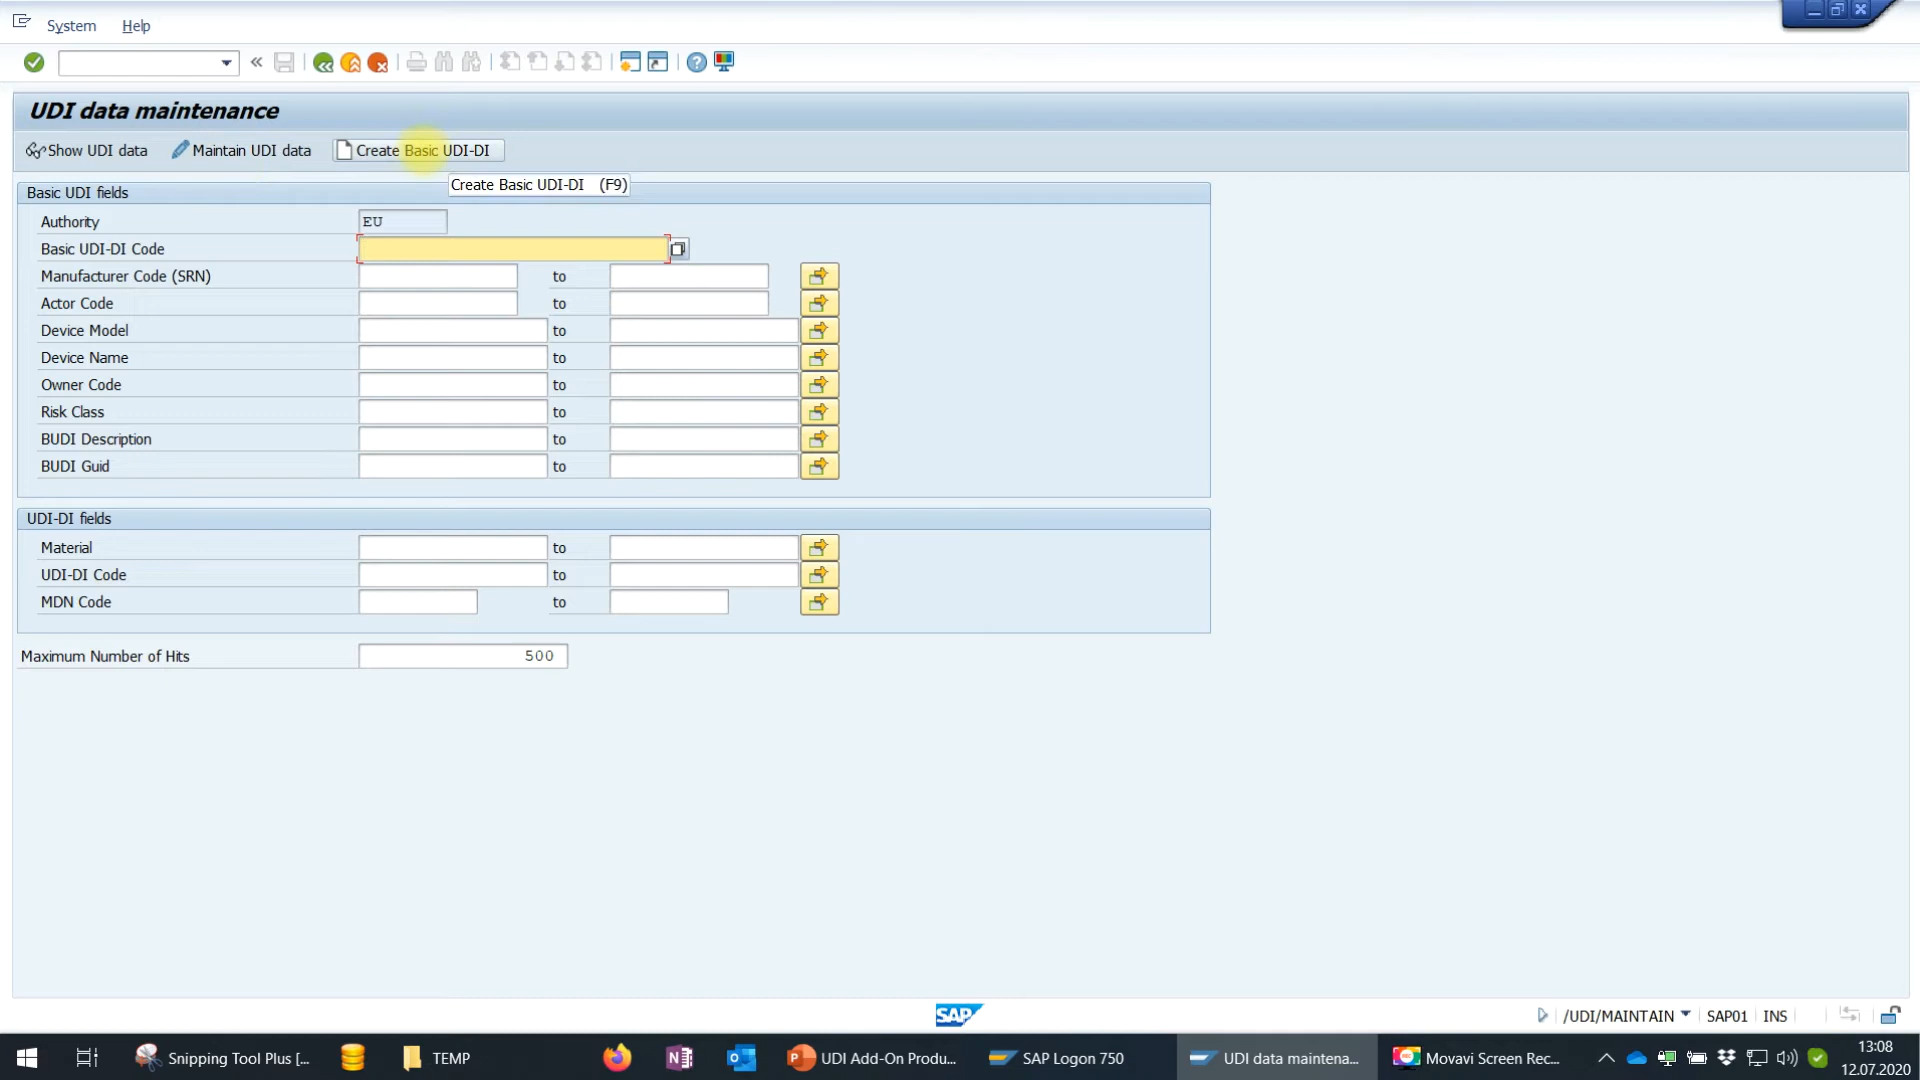 System Help
UDI data maintenance
Show UDI data Maintain UDI data Create Basic UDI-DI
Create Basic UDI-DI (F9)
Basic UDI fields
Authority EU
Basic UDI-DI Code
Manufacturer Code (SRN) to
Actor Code to
Device Model to
Device Name to
Owner Code to
Risk Class to
BUDI Description to
BUDI Guid to
UDI-DI fields
Material to
UDI-DI Code to
MDN Code to
Maximum Number of Hits 500
SAP
/UDI/MAINTAIN SAP01 INS
Snipping Tool Plus [... TEMP UDI Add-On Produ... SAP Logon 750 UDI data maintena... Movavi Screen Rec... 13:08
12.07.2020